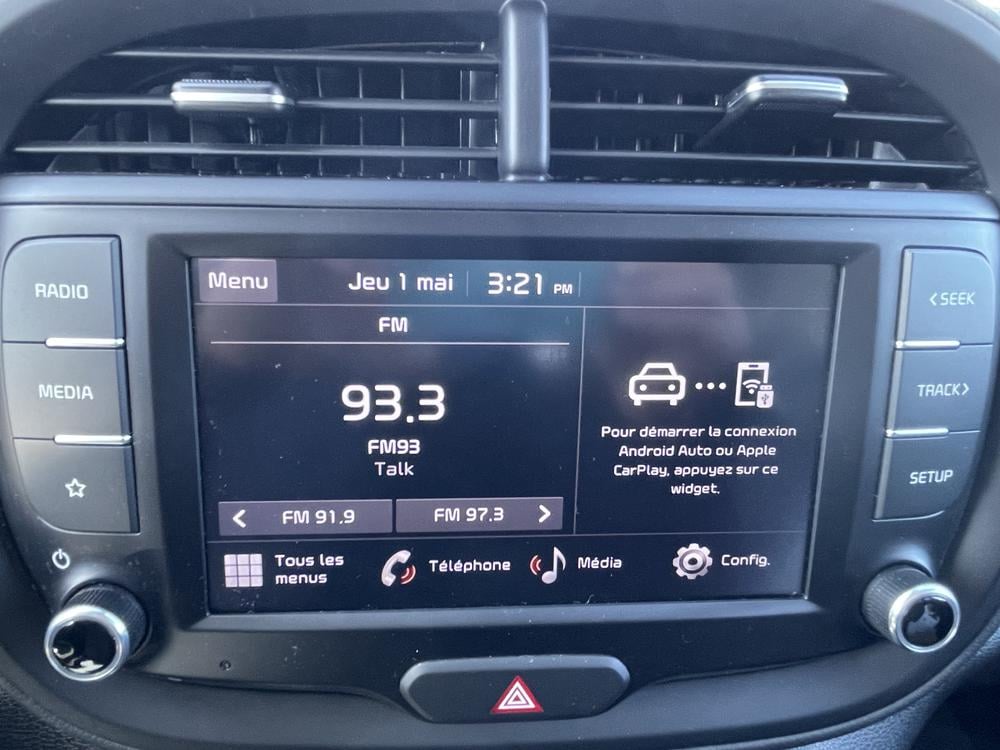 Menu Jeu 1 mai 3:21 PM
RADIO
MEDIA
<SEEK
TRACK>
SETUP
FM
93.3
FM93
Talk
< FM 91.9 FM 97.3 >
Pour démarrer la connexion
Android Auto ou Apple
CarPlay, appuyez sur ce
widget.
Tous les
menus
Téléphone
Média
Config.